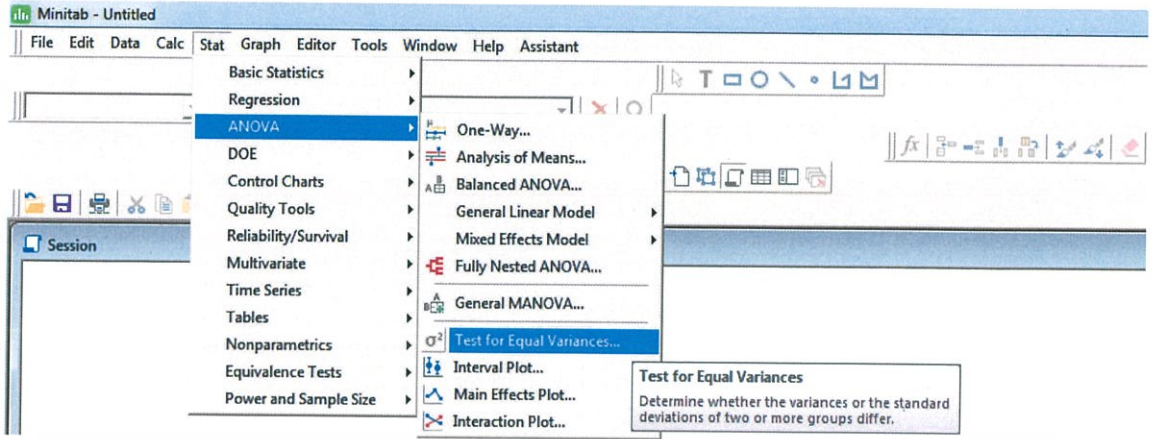 Minitab - Untitled
File Edit Data Calc Stat Graph Editor Tools Window Help Assistant
Basic Statistics
Regression
ANOVA
DOE
Control Charts
Quality Tools
Reliability/Survival
Multivariate
Time Series
Tables
Nonparametrics
Equivalence Tests
Power and Sample Size
One-Way...
Analysis of Means...
Balanced ANOVA...
General Linear Model
Mixed Effects Model
Fully Nested ANOVA...
General MANOVA...
σ² Test for Equal Variances...
Interval Plot...
Main Effects Plot...
Interaction Plot...
Test for Equal Variances
Determine whether the variances or the standard
deviations of two or more groups differ.
T
fx
Session